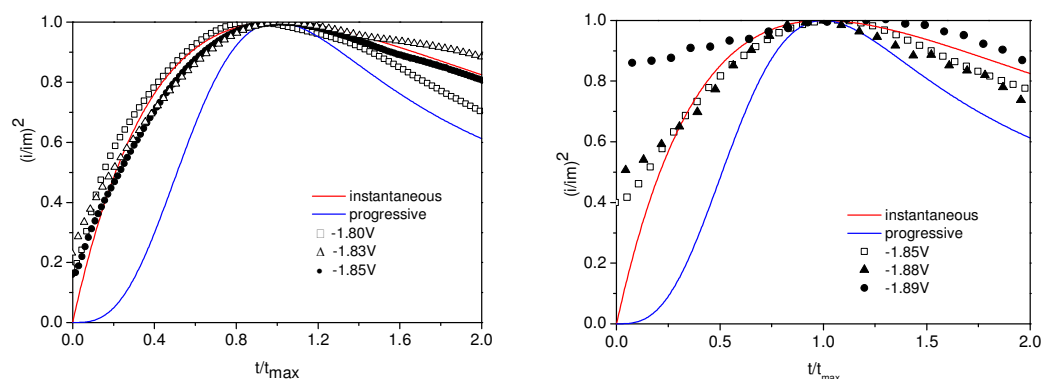 1.0
0.8
0.6
0.4
0.2
0.0
(i/im)²
instantaneous
progressive
-1.80V
-1.83V
-1.85V
0.0 0.4 0.8 1.2 1.6 2.0
t/tmax
1.0
0.8
0.6
0.4
0.2
0.0
(i/im)²
instantaneous
progressive
-1.85V
-1.88V
-1.89V
0.0 0.5 1.0 1.5 2.0
t/tmax